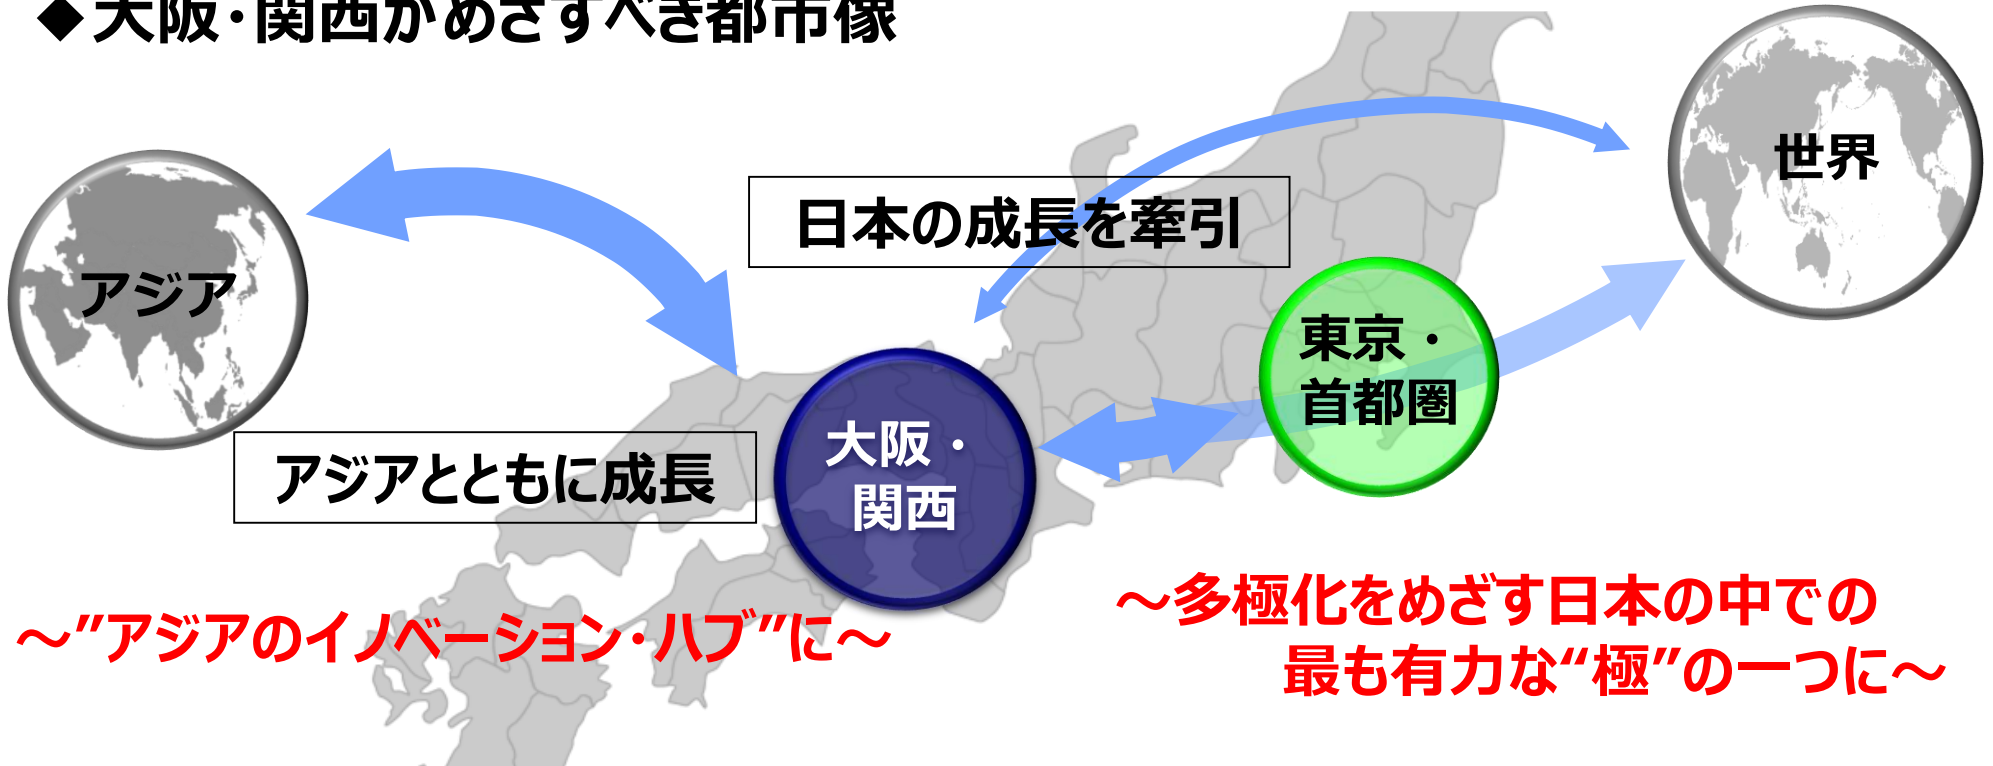 ◆大阪・関西がめざすべき都市像
世界
アジア
日本の成長を牽引
東京・
首都圏
大阪・
関西
アジアとともに成長
～”アジアのイノベーション・ハブ”に～
～多極化をめざす日本の中での
最も有力な“極”の一つに～